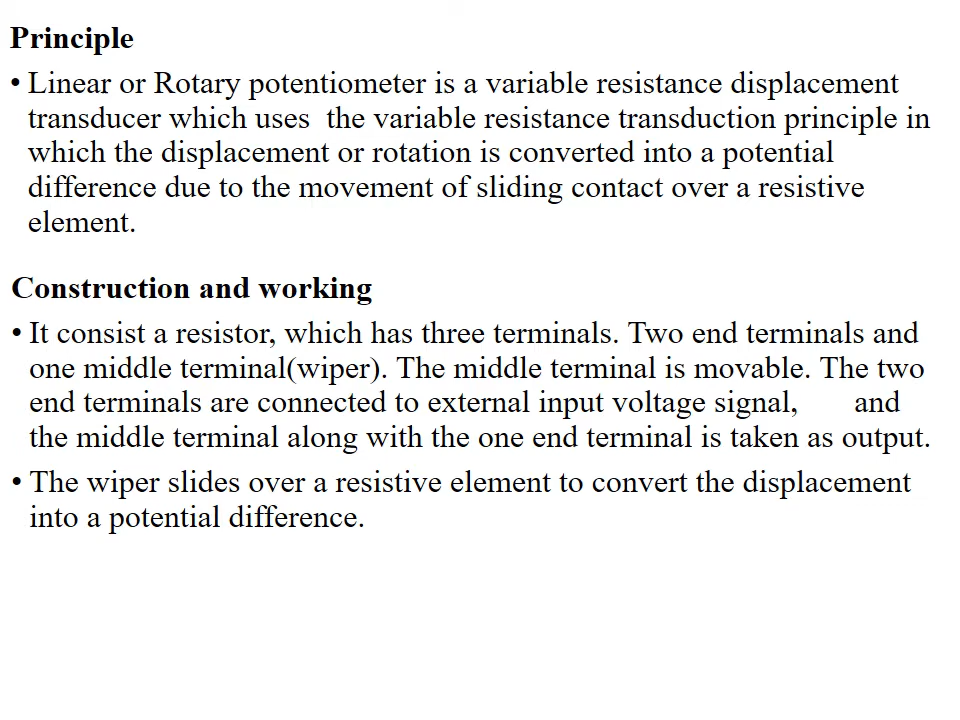 Principle
• Linear or Rotary potentiometer is a variable resistance displacement
transducer which uses  the variable resistance transduction principle in
which the displacement or rotation is converted into a potential
difference due to the movement of sliding contact over a resistive
element.
Construction and working
• It consist a resistor, which has three terminals. Two end terminals and
one middle terminal(wiper). The middle terminal is movable. The two
end terminals are connected to external input voltage signal,       and
the middle terminal along with the one end terminal is taken as output.
• The wiper slides over a resistive element to convert the displacement
into a potential difference.